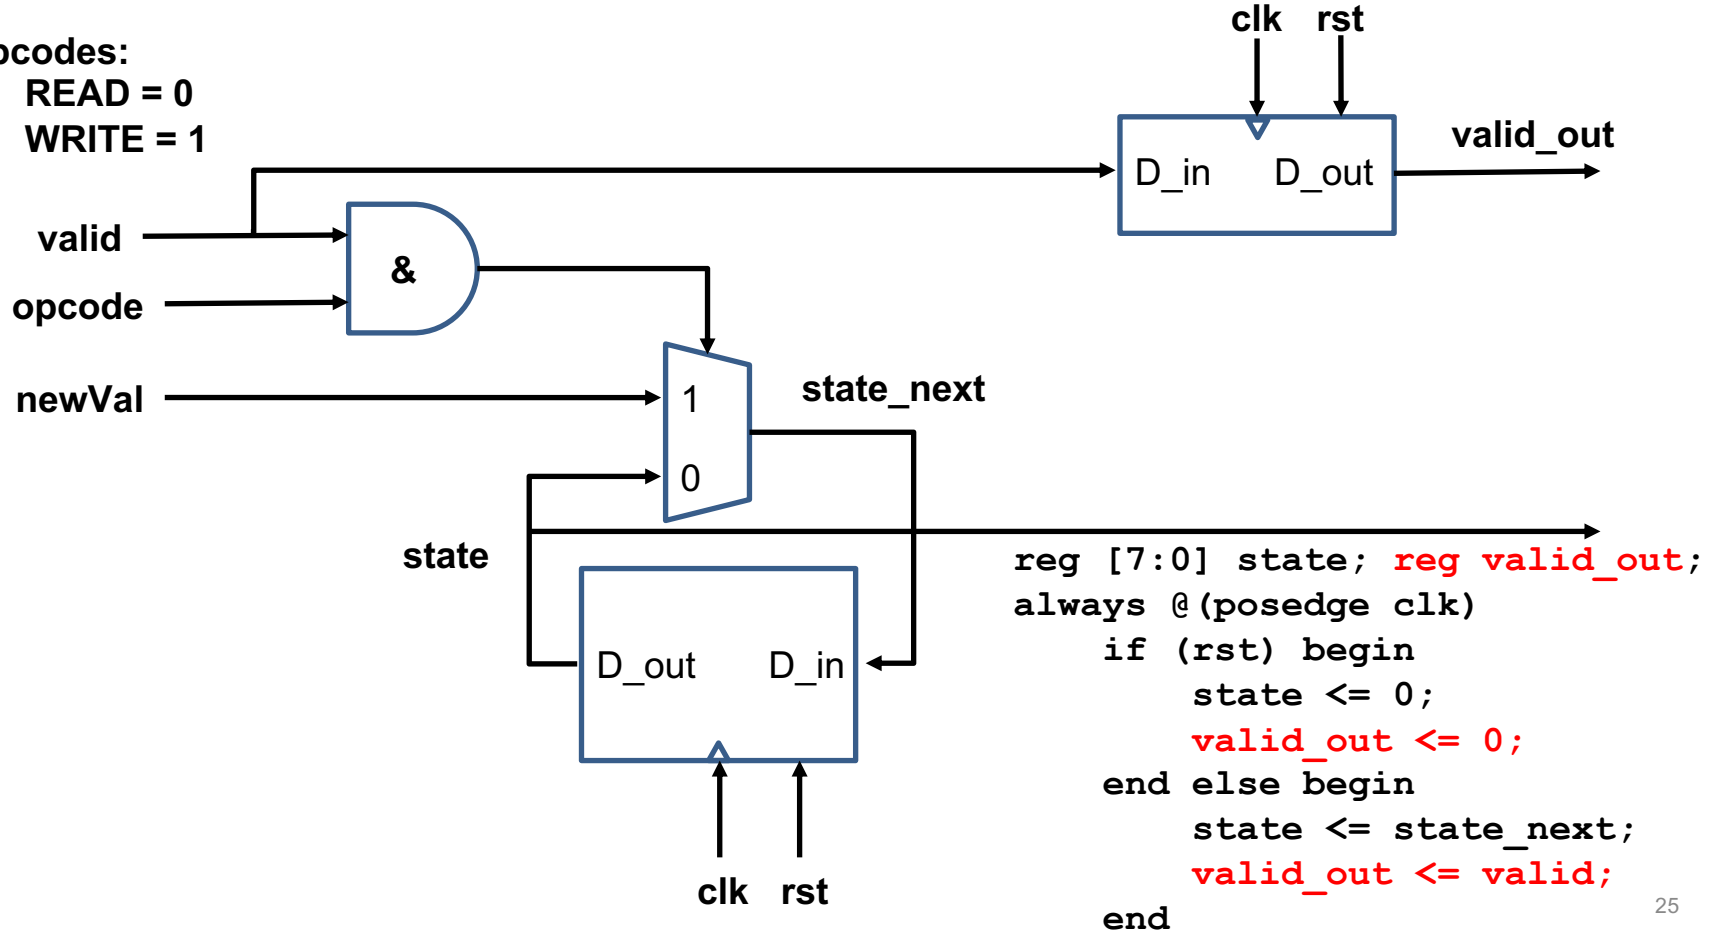 clk rst
pcodes:
READ = 0
WRITE = 1
valid_out
D_in D_out
valid
&
opcode
newVal
1
state_next
0
state
reg [7:0] state; reg valid_out;
always @(posedge clk)
if (rst) begin
state <= 0;
valid_out <= 0;
end else begin
state <= state_next;
valid_out <= valid;
end
D_out D_in
clk rst
25